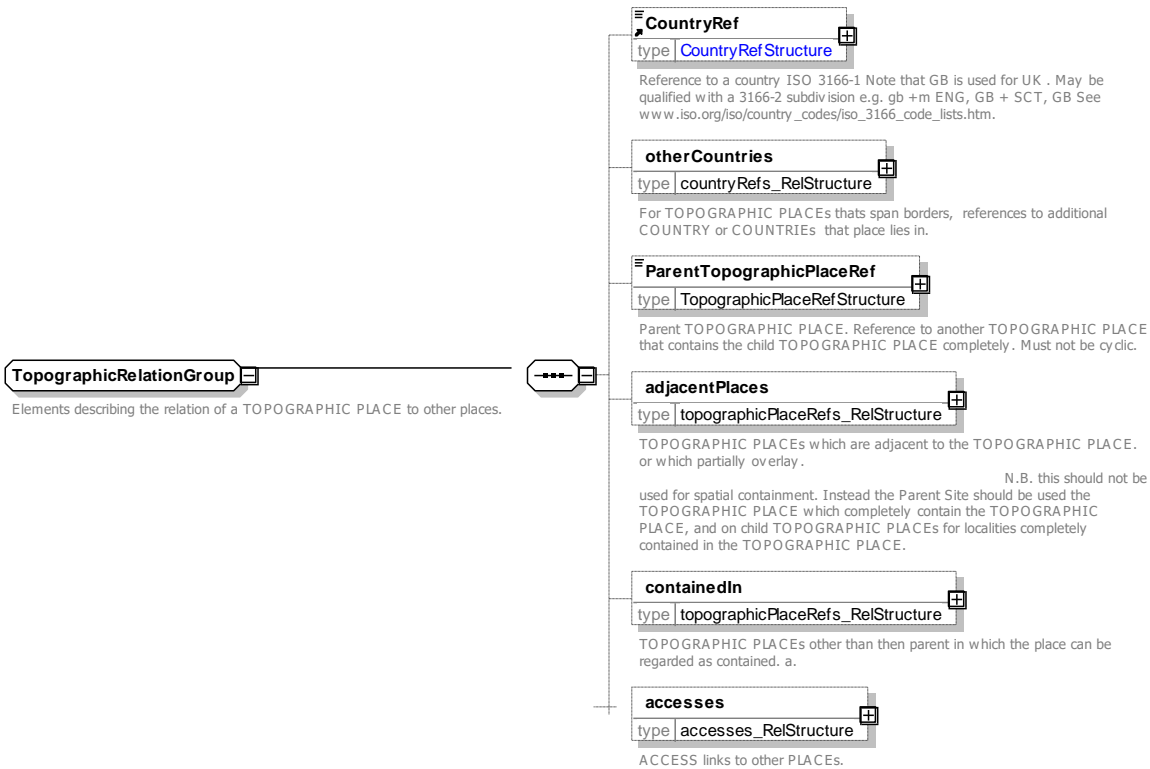 CountryRef
type CountryRefStructure
Reference to a country ISO 3166-1 Note that GB is used for UK . May be
qualified with a 3166-2 subdivision e.g. gb +m ENG, GB + SCT, GB See
www.iso.org/iso/country_codes/iso_3166_code_lists.htm.
otherCountries
type countryRefs_RelStructure
For TOPOGRAPHIC PLACEs thats span borders, references to additional
COUNTRY or COUNTRIEs that place lies in.
ParentTopographicPlaceRef
type TopographicPlaceRefStructure
Parent TOPOGRAPHIC PLACE. Reference to another TOPOGRAPHIC PLACE
that contains the child TOPOGRAPHIC PLACE completely. Must not be cyclic.
TopographicRelationGroup
Elements describing the relation of a TOPOGRAPHIC PLACE to other places.
adjacentPlaces
type topographicPlaceRefs_RelStructure
TOPOGRAPHIC PLACEs which are adjacent to the TOPOGRAPHIC PLACE.
or which partially overlay.
N.B. this should not be
used for spatial containment. Instead the Parent Site should be used the
TOPOGRAPHIC PLACE which completely contain the TOPOGRAPHIC
PLACE, and on child TOPOGRAPHIC PLACEs for localities completely
contained in the TOPOGRAPHIC PLACE.
containedIn
type topographicPlaceRefs_RelStructure
TOPOGRAPHIC PLACEs other than then parent in which the place can be
regarded as contained. a.
accesses
type accesses_RelStructure
ACCESS links to other PLACEs.